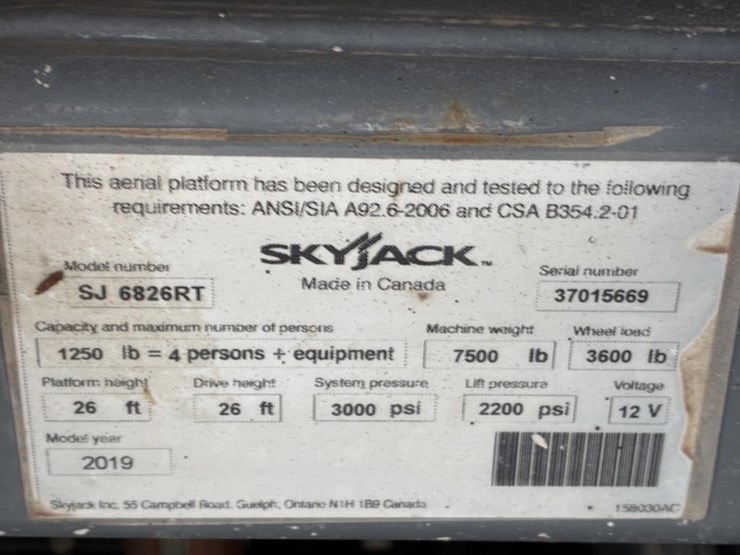 This aerial platform has been designed and tested to the following
requirements: ANSI/SIA A92.6-2006 and CSA B354.2-01
SKYJACK™
Made in Canada
Model number
SJ 6826RT
Serial number
37015669
Capacity and maximum number of persons
1250 lb = 4 persons + equipment
Machine weight
7500 lb
Wheel load
3600 lb
Platform height
26 ft
Drive height
26 ft
System pressure
3000 psi
Lift pressure
2200 psi
Voltage
12 V
Model year
2019
Skyjack Inc. 55 Campbell Road. Guelph, Ontario N1H 1B9 Canada
158030AC